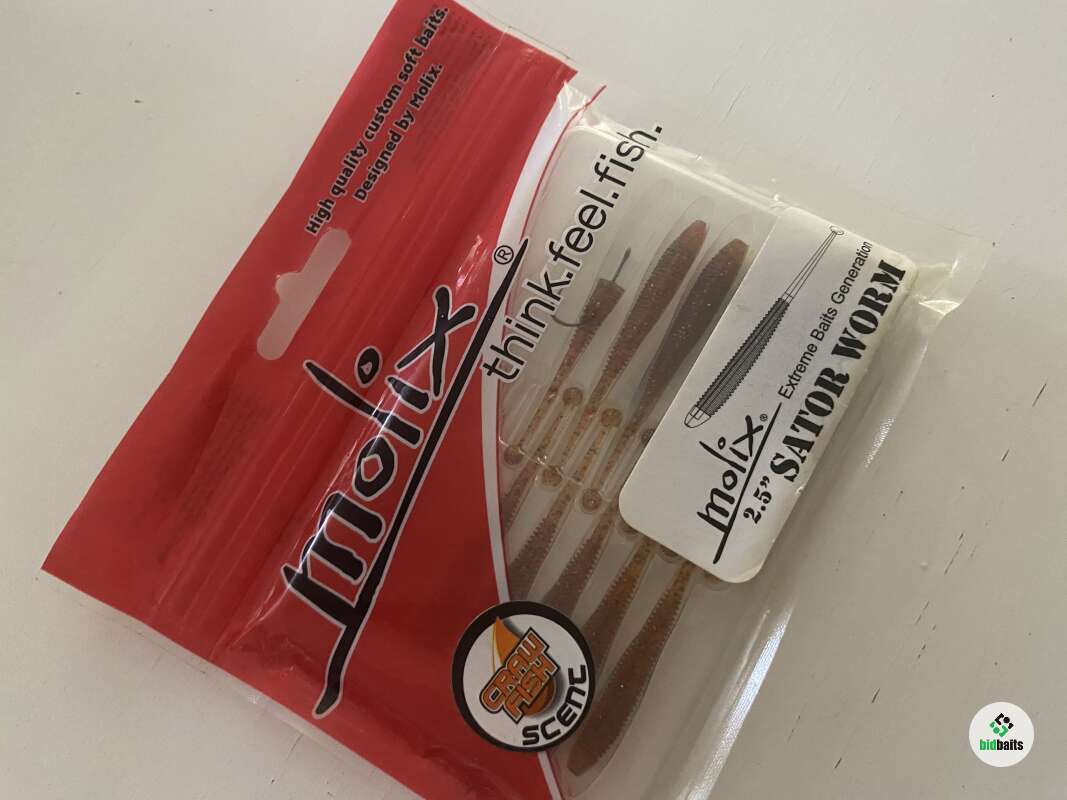 High quality custom soft baits.
Designed by Molix.
molix®
think.feel.fish.
molix®
Extreme Baits Generation
2.5” SATOR WORM
CRAW
FISH
SCENT
bidbaits